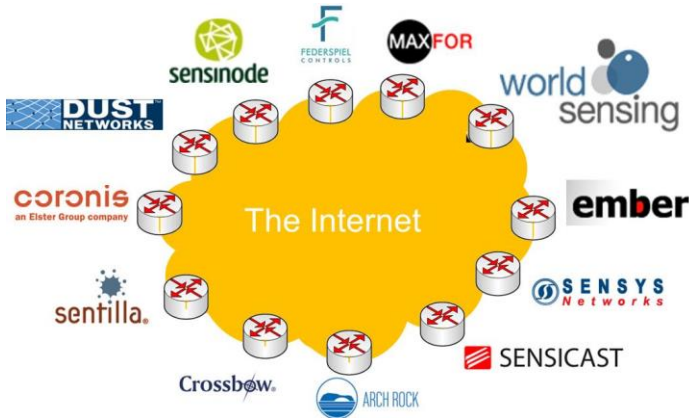 sensinode
FEDERSPIEL
CONTROLS
MAXFOR
world
sensing
DUST™
NETWORKS
coronis
an Elster Group company
The Internet
ember
sentilla®
SENSYS
Networks
SENSICAST
Crossbow®
ARCH ROCK